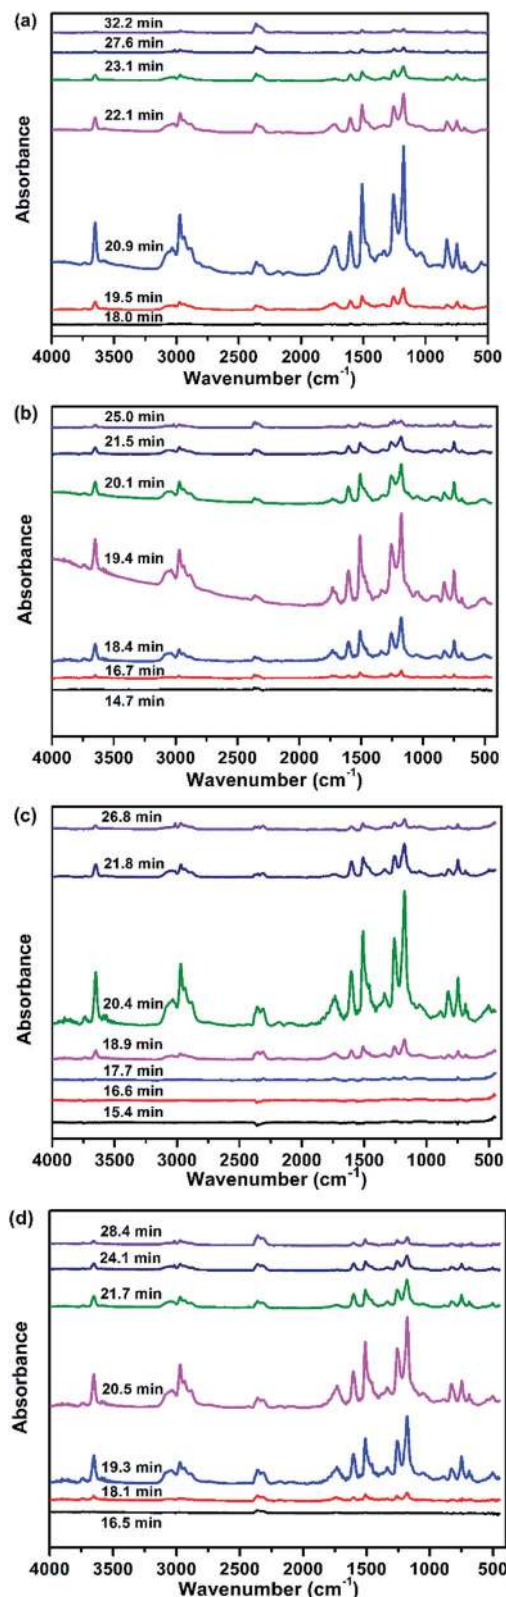 (a)
32.2 min
27.6 min
23.1 min
22.1 min
20.9 min
19.5 min
18.0 min
Absorbance
4000 3500 3000 2500 2000 1500 1000 500
Wavenumber (cm⁻¹)
(b)
25.0 min
21.5 min
20.1 min
19.4 min
18.4 min
16.7 min
14.7 min
Absorbance
4000 3500 3000 2500 2000 1500 1000 500
Wavenumber (cm⁻¹)
(c)
26.8 min
21.8 min
20.4 min
18.9 min
17.7 min
16.6 min
15.4 min
Absorbance
4000 3500 3000 2500 2000 1500 1000 500
Wavenumber (cm⁻¹)
(d)
28.4 min
24.1 min
21.7 min
20.5 min
19.3 min
18.1 min
16.5 min
Absorbance
4000 3500 3000 2500 2000 1500 1000 500
Wavenumber (cm⁻¹)